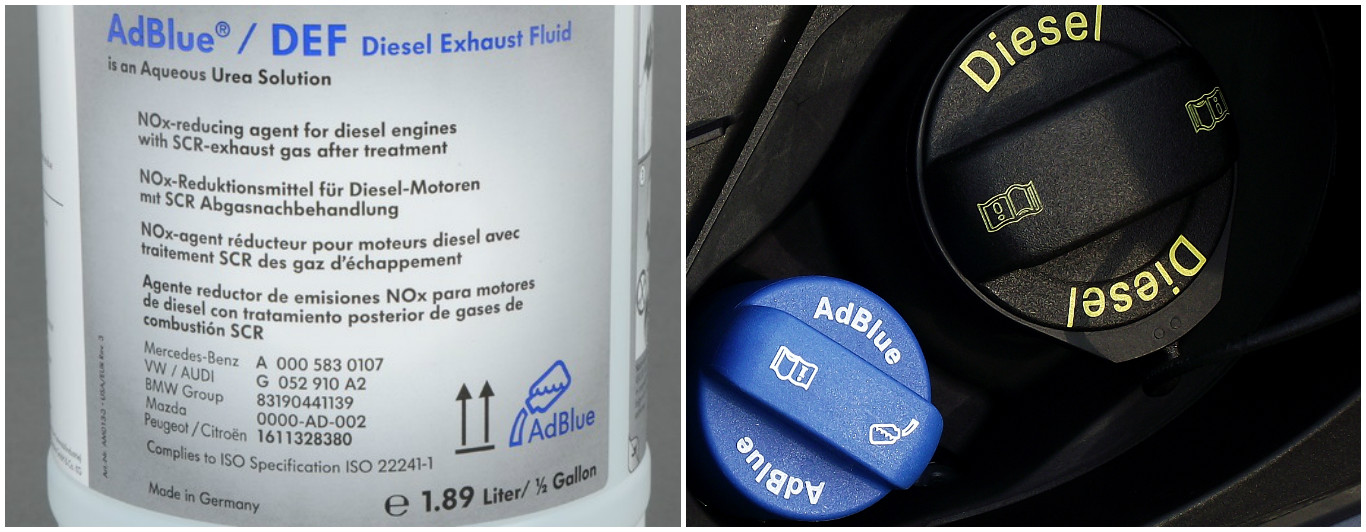 AdBlue® / DEF Diesel Exhaust Fluid
is an Aqueous Urea Solution
NOx-reducing agent for diesel engines
with SCR-exhaust gas after treatment
NOx-Reduktionsmittel für Diesel-Motoren
mit SCR Abgasnachbehandlung
NOx-agent réducteur pour moteurs diesel avec
traitement SCR des gaz d'échappement
Agente reductor de emisiones NOx para motores
de diesel con tratamiento posterior de gases de
combustión SCR
Mercedes-Benz A 000 583 0107
VW / AUDI G 052 910 A2
BMW Group 83190441139
Mazda 0000-AD-002
Peugeot / Citroën 1611328380
AdBlue
Complies to ISO Specification ISO 22241-1
Made in Germany
℮ 1.89 Liter/ ½ Gallon
Diesel
Diesel
AdBlue
AdBlue